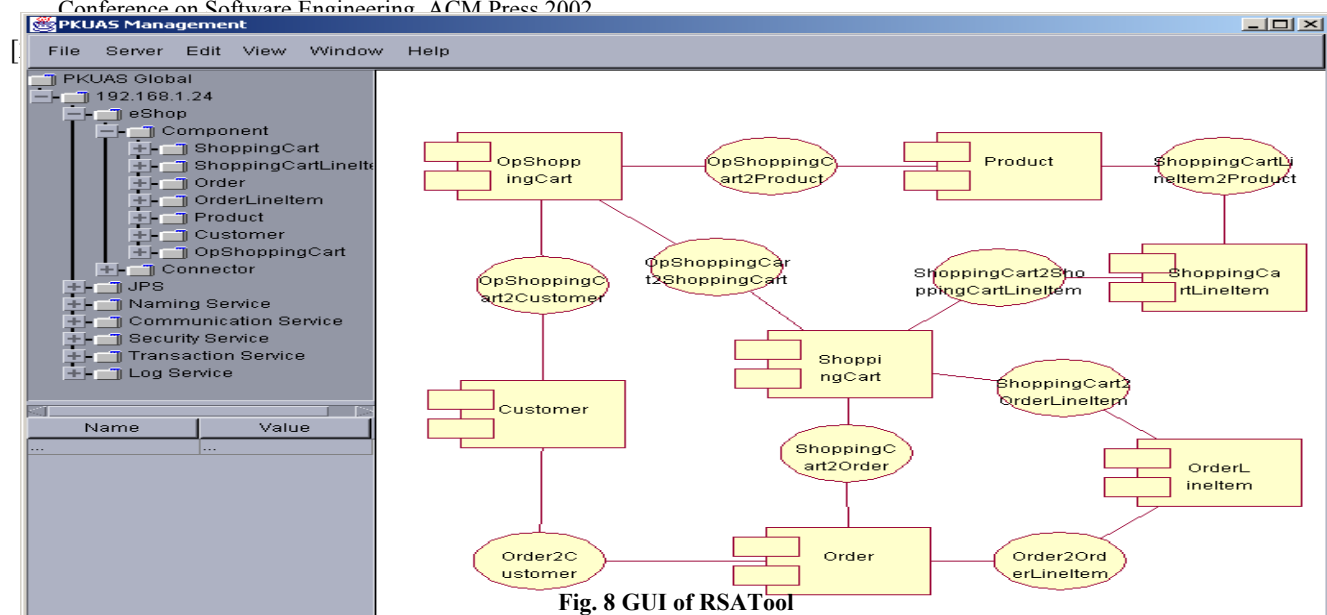 Conference on Software Engineering, ACM Press 2002
PKUAS Management
[
File Server Edit View Window Help
PKUAS Global
192.168.1.24
eShop
Component
ShoppingCart
ShoppingCartLineIte
Order
OrderLineItem
Product
Customer
OpShoppingCart
Connector
JPS
Naming Service
Communication Service
Security Service
Transaction Service
Log Service
Name Value
... ...
OpShopp
ingCart
OpShoppingC
art2Product
Product
ShoppingCartLi
neItem2Product
OpShoppingC
art2Customer
OpShoppingCar
t2ShoppingCart
ShoppingCart2Sho
ppingCartLineItem
ShoppingCa
rtLineItem
Shoppi
ngCart
ShoppingCart2
OrderLineItem
Customer
ShoppingC
art2Order
OrderL
ineItem
Order2C
ustomer
Order
Order2Ord
erLineItem
Fig. 8 GUI of RSATool